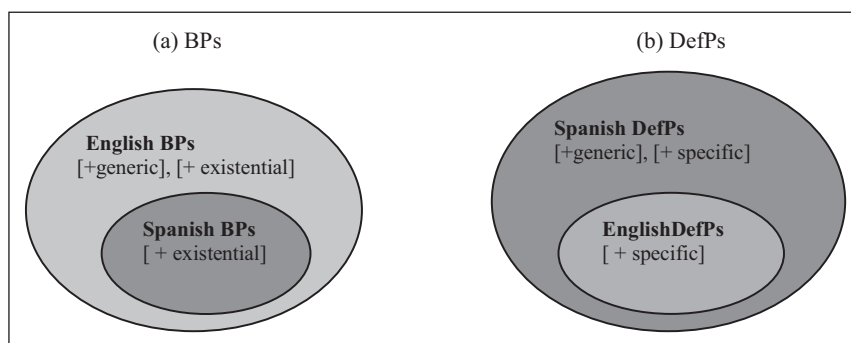 (a) BPs
English BPs
[+generic], [+ existential]
Spanish BPs
[ + existential]
(b) DefPs
Spanish DefPs
[+generic], [+ specific]
EnglishDefPs
[ + specific]